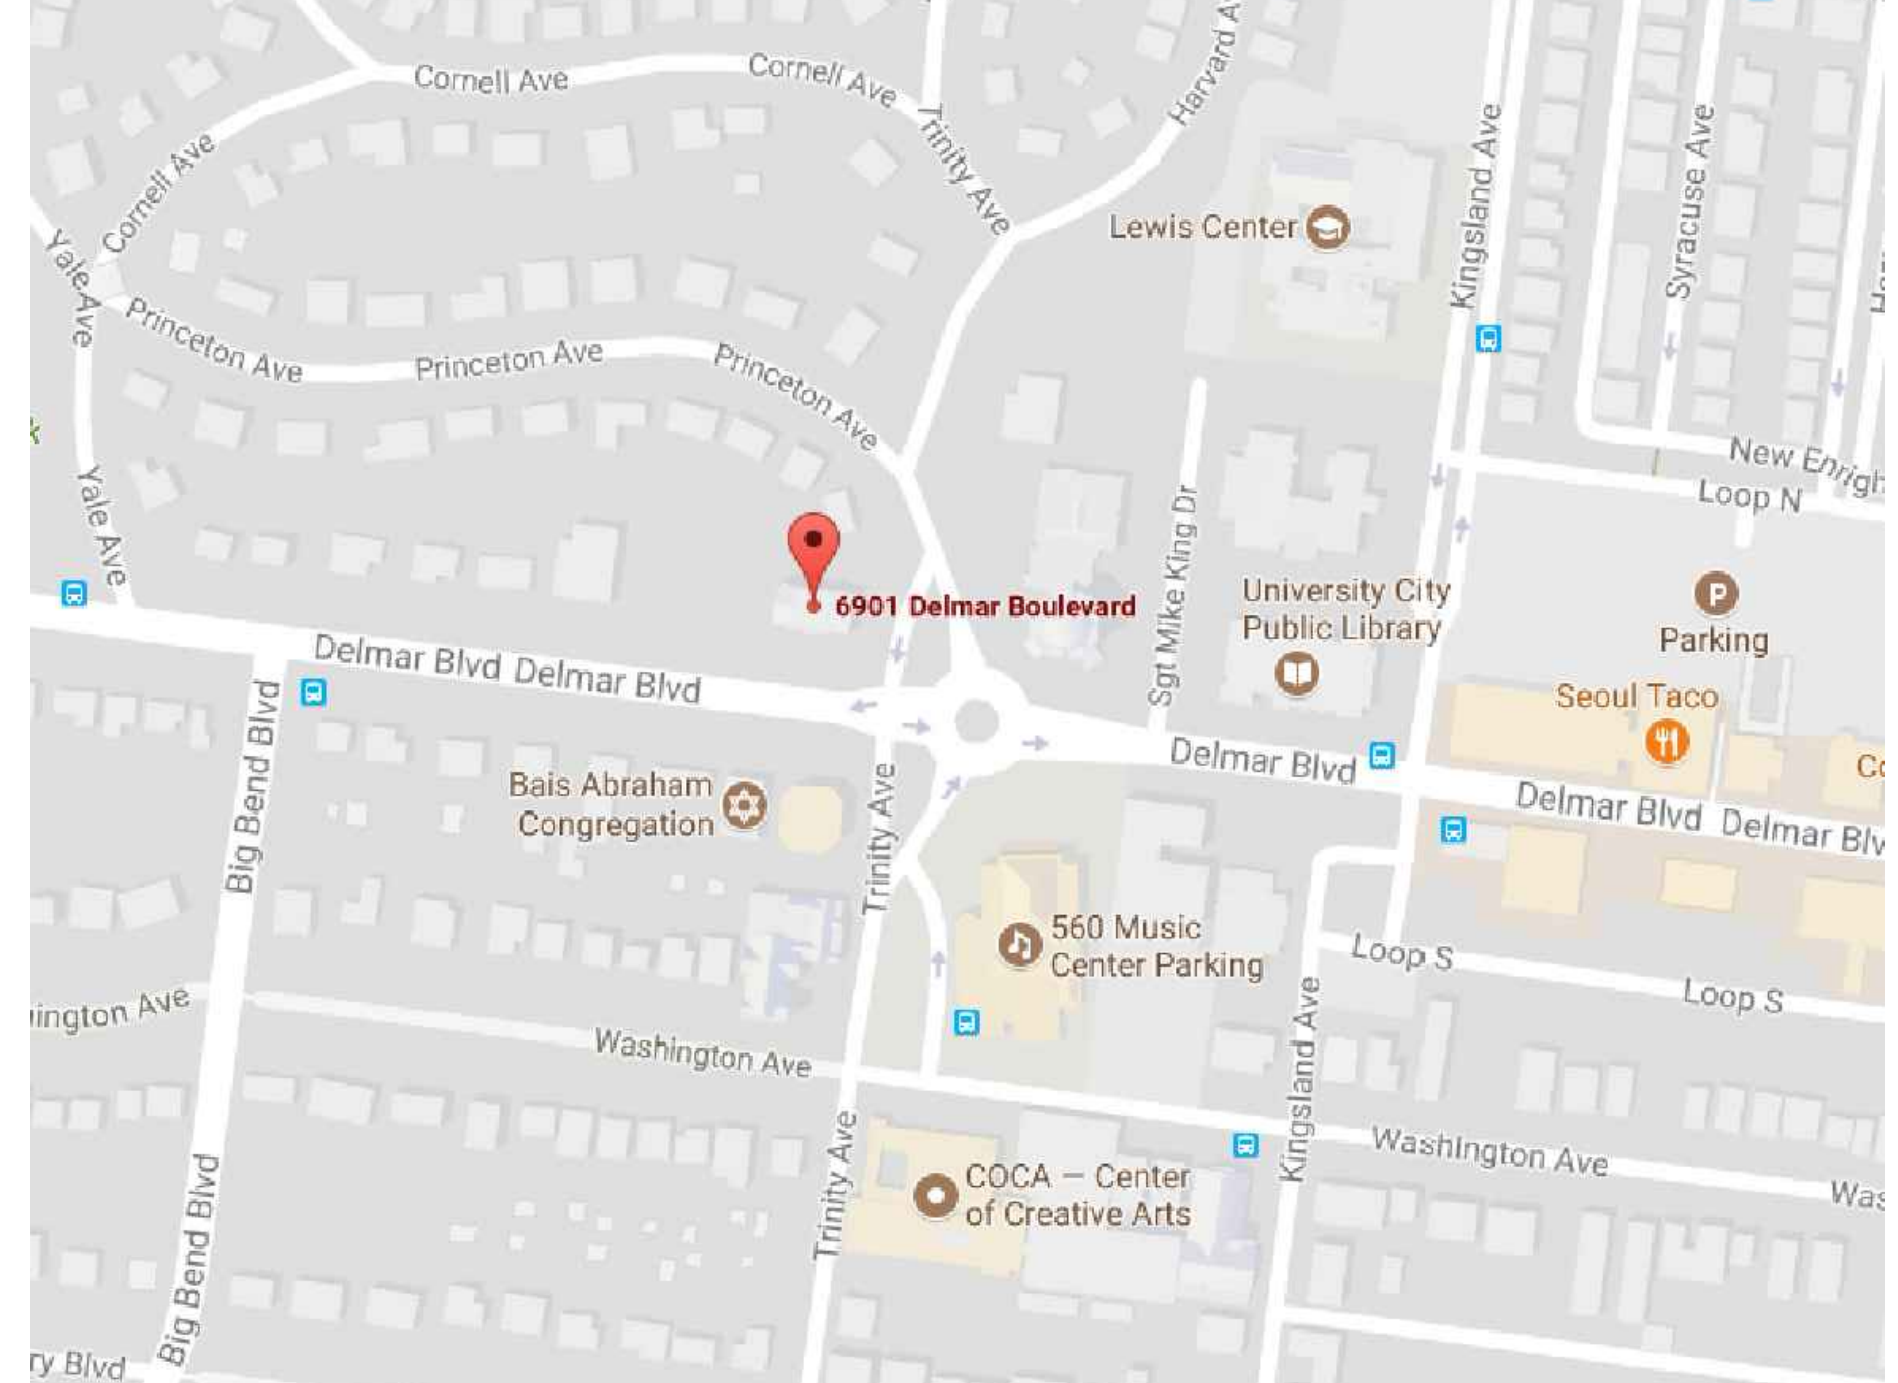 Cornell Ave
Cornell Ave
Harvard A
Cornell Ave
Trinity Ave
Kingsland Ave
Syracuse Ave
Lewis Center
Yale Ave
Princeton Ave
Princeton Ave
Princeton Ave
New Enrigh
Loop N
Yale Ave
Sgt Mike King Dr
6901 Delmar Boulevard
University City
Public Library
P
Parking
Delmar Blvd Delmar Blvd
Seoul Taco
Big Bend Blvd
Delmar Blvd
Co
Bais Abraham
Congregation
Trinity Ave
Delmar Blvd Delmar Blv
560 Music
Center Parking
Loop S
Loop S
ington Ave
Washington Ave
Kingsland Ave
Trinity Ave
Washington Ave
COCA — Center
of Creative Arts
Was
Big Bend Blvd
ry Blvd